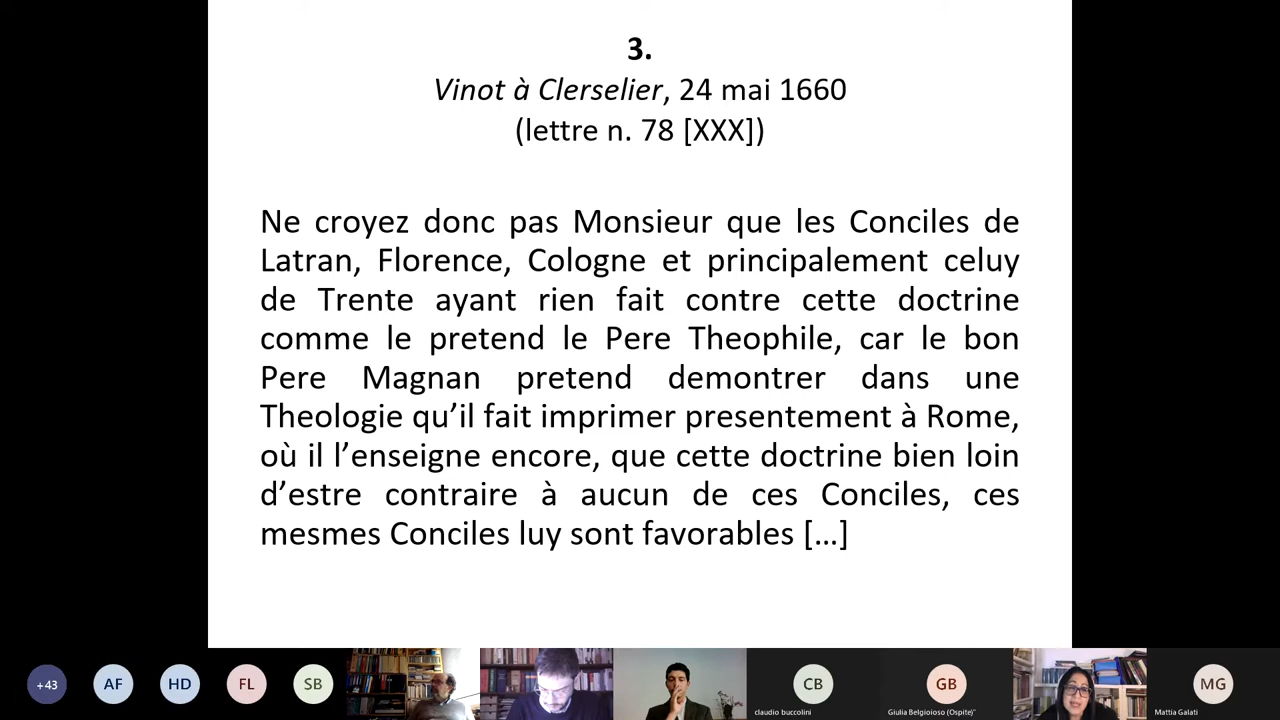 3.
Vinot à Clerselier, 24 mai 1660
(lettre n. 78 [XXX])
Ne croyez donc pas Monsieur que les Conciles de
Latran, Florence, Cologne et principalement celuy
de Trente ayant rien fait contre cette doctrine
comme le pretend le Pere Theophile, car le bon
Pere Magnan pretend demontrer dans une
Theologie qu’il fait imprimer presentement à Rome,
où il l’enseigne encore, que cette doctrine bien loin
d’estre contraire à aucun de ces Conciles, ces
mesmes Conciles luy sont favorables […]
+43 AF HD FL SB CB GB MG
claudio buccolini Giulia Belgioioso (Ospite)" Mattia Galati